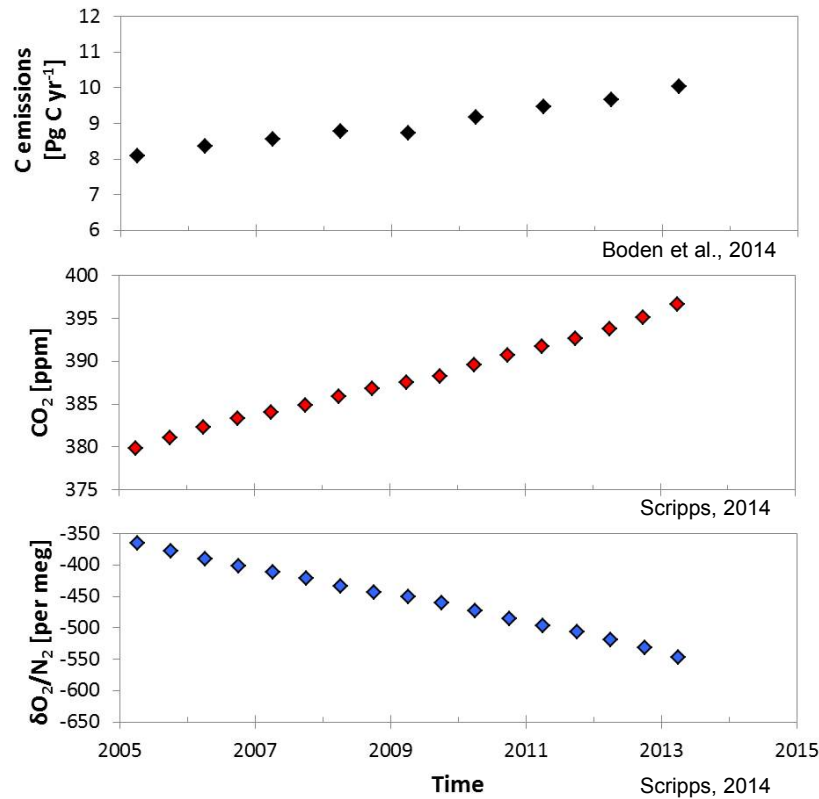 12
11
10
9
8
7
6
C emissions
[Pg C yr⁻¹]
Boden et al., 2014
400
395
390
385
380
375
CO₂ [ppm]
Scripps, 2014
-350
-400
-450
-500
-550
-600
-650
δO₂/N₂ [per meg]
2005 2007 2009 2011 2013 2015
Time
Scripps, 2014